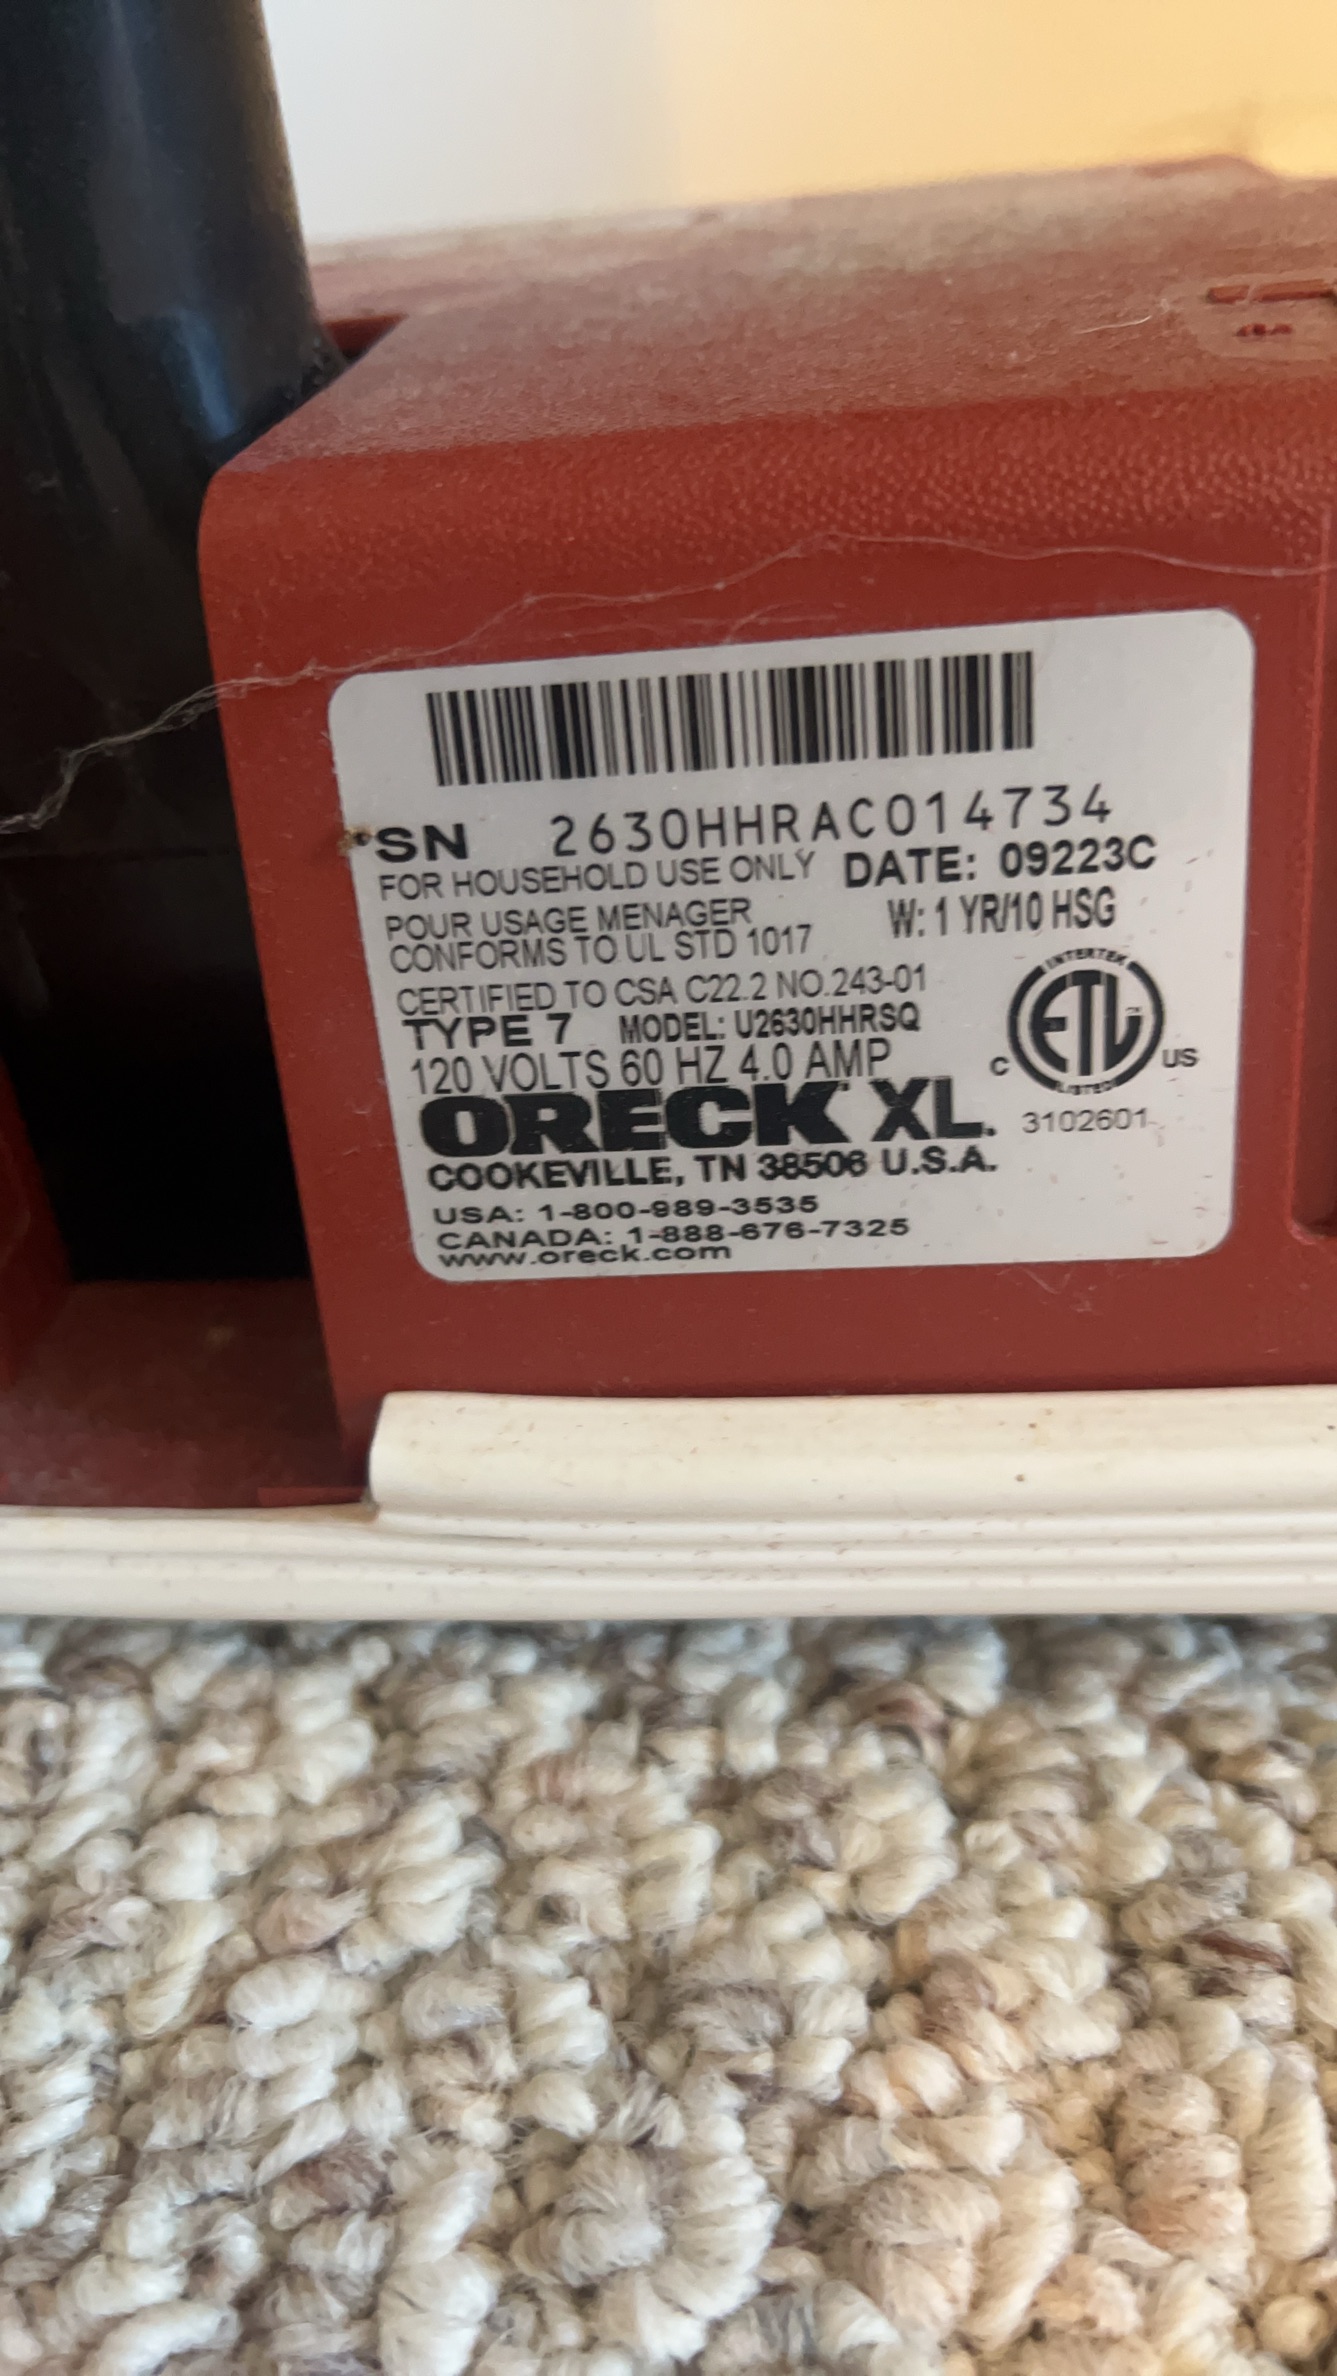 SN 2630HHRAC014734
FOR HOUSEHOLD USE ONLY DATE: 09223C
POUR USAGE MENAGER W: 1 YR/10 HSG
CONFORMS TO UL STD 1017
CERTIFIED TO CSA C22.2 NO.243-01
TYPE 7 MODEL: U2630HHRSQ
120 VOLTS 60 HZ 4.0 AMP
INTERTEK
ETL
LISTED
C US
3102601
ORECK XL.
COOKEVILLE, TN 38506 U.S.A.
USA: 1-800-989-3535
CANADA: 1-888-676-7325
www.oreck.com